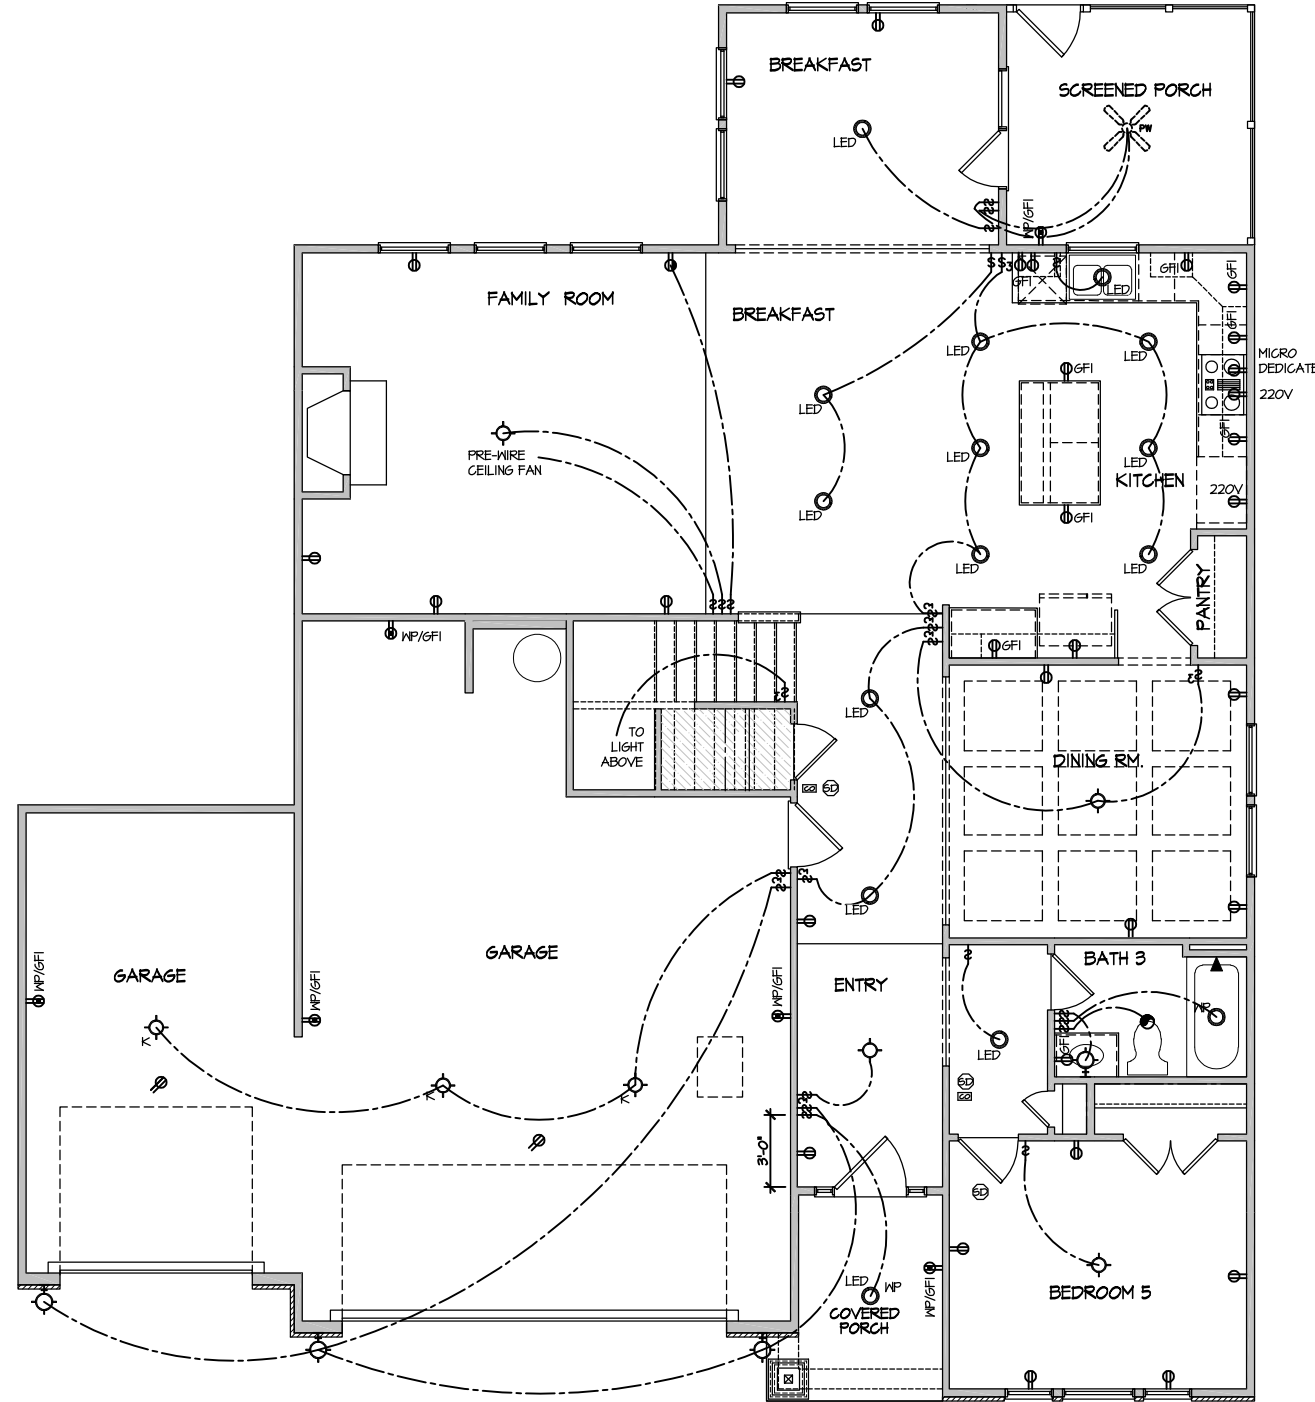 BREAKFAST
SCREENED PORCH
PW
LED
WP/GFI
FAMILY ROOM
BREAKFAST
GFI
LED
GFI
GFI
GFI
LED
LED
MICRO
DEDICATE
220V
GFI
LED
GFI
PRE-WIRE
CEILING FAN
LED
LED
KITCHEN
220V
LED
GFI
LED
LED
PANTRY
WP/GFI
GFI
LED
TO
LIGHT
ABOVE
DINING RM.
SD
LED
GARAGE
GARAGE
WP/GFI
WP/GFI
WP/GFI
ENTRY
BATH 3
WP
LED
GFI
K
K
K
SD
3'-0"
SD
LED
WP
WP/GFI
COVERED
PORCH
BEDROOM 5